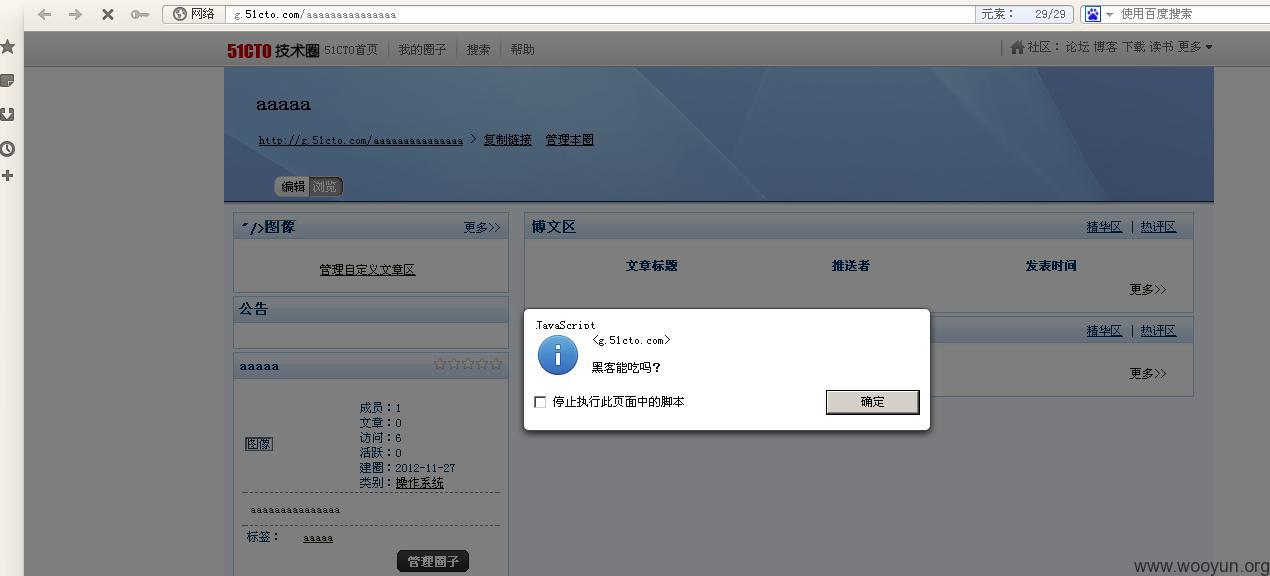 网络 g.51cto.com/aaaaaaaaaaaaaaa 元素： 29/29 使用百度搜索
51CTO 技术圈 51CTO首页 我的圈子 搜索 帮助 社区： 论坛 博客 下载 读书 更多
aaaaa
http://g.51cto.com/aaaaaaaaaaaaaaa > 复制链接 管理本圈
编辑 浏览
"/>图像 更多>>
管理自定义文章区
公告
aaaaa
图像
成员：1
文章：0
访问：6
活跃：0
建圈：2012-11-27
类别：操作系统
aaaaaaaaaaaaaaa
标签： aaaaa
管理圈子
博文区 精华区 | 热评区
文章标题 推送者 发表时间
更多>>
精华区 | 热评区
更多>>
JavaScript
<g.51cto.com>
黑客能吃吗？
停止执行此页面中的脚本 确定
www.wooyun.org